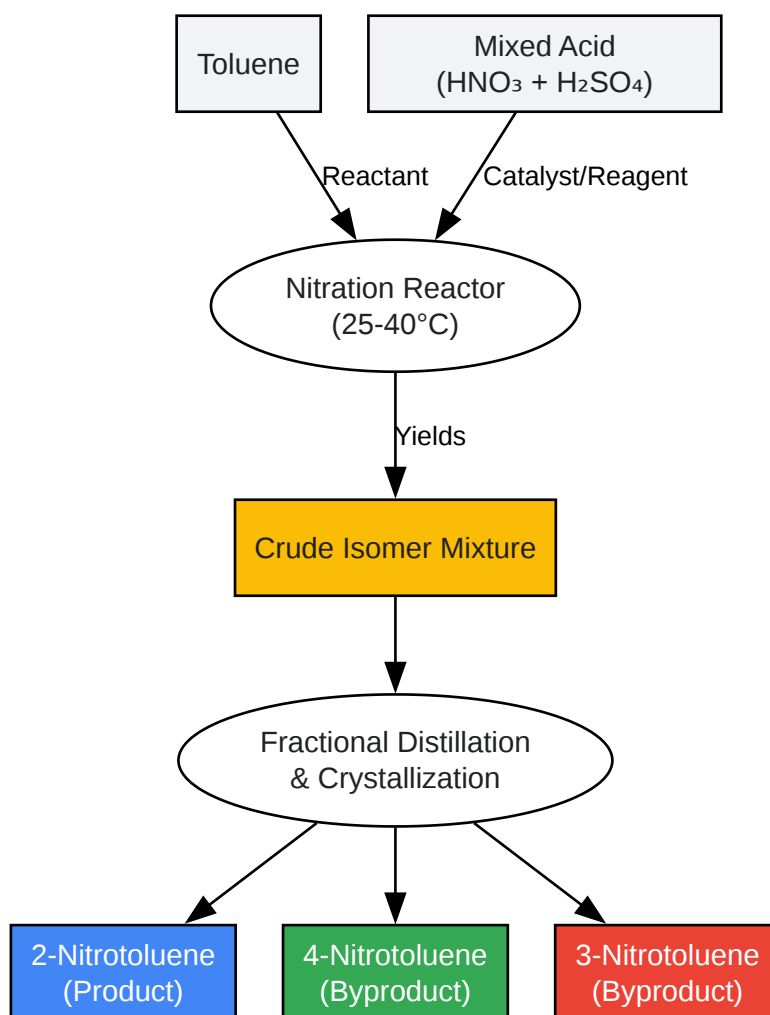 Toluene
Mixed Acid
(HNO₃ + H₂SO₄)
Reactant
Catalyst/Reagent
Nitration Reactor
(25-40°C)
Yields
Crude Isomer Mixture
Fractional Distillation
& Crystallization
2-Nitrotoluene
(Product)
4-Nitrotoluene
(Byproduct)
3-Nitrotoluene
(Byproduct)